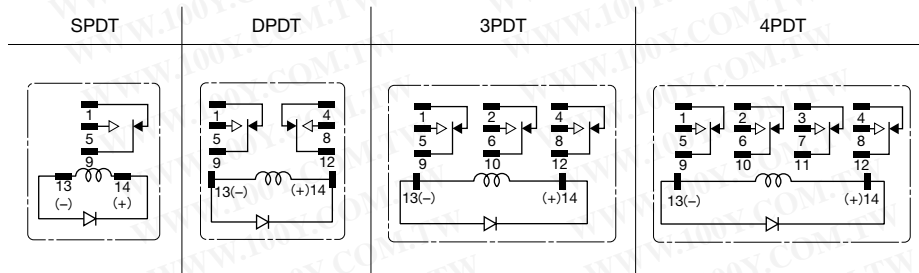 SPDT DPDT 3PDT 4PDT
1
5
9
13 14
(−) (+)
1 4
5 8
9 12
13(−) (+)14
1 2 4
5 6 8
9 10 12
13(−) (+)14
1 2 3 4
5 6 7 8
9 10 11 12
13(−) (+)14
WWW.100Y.COM.TW